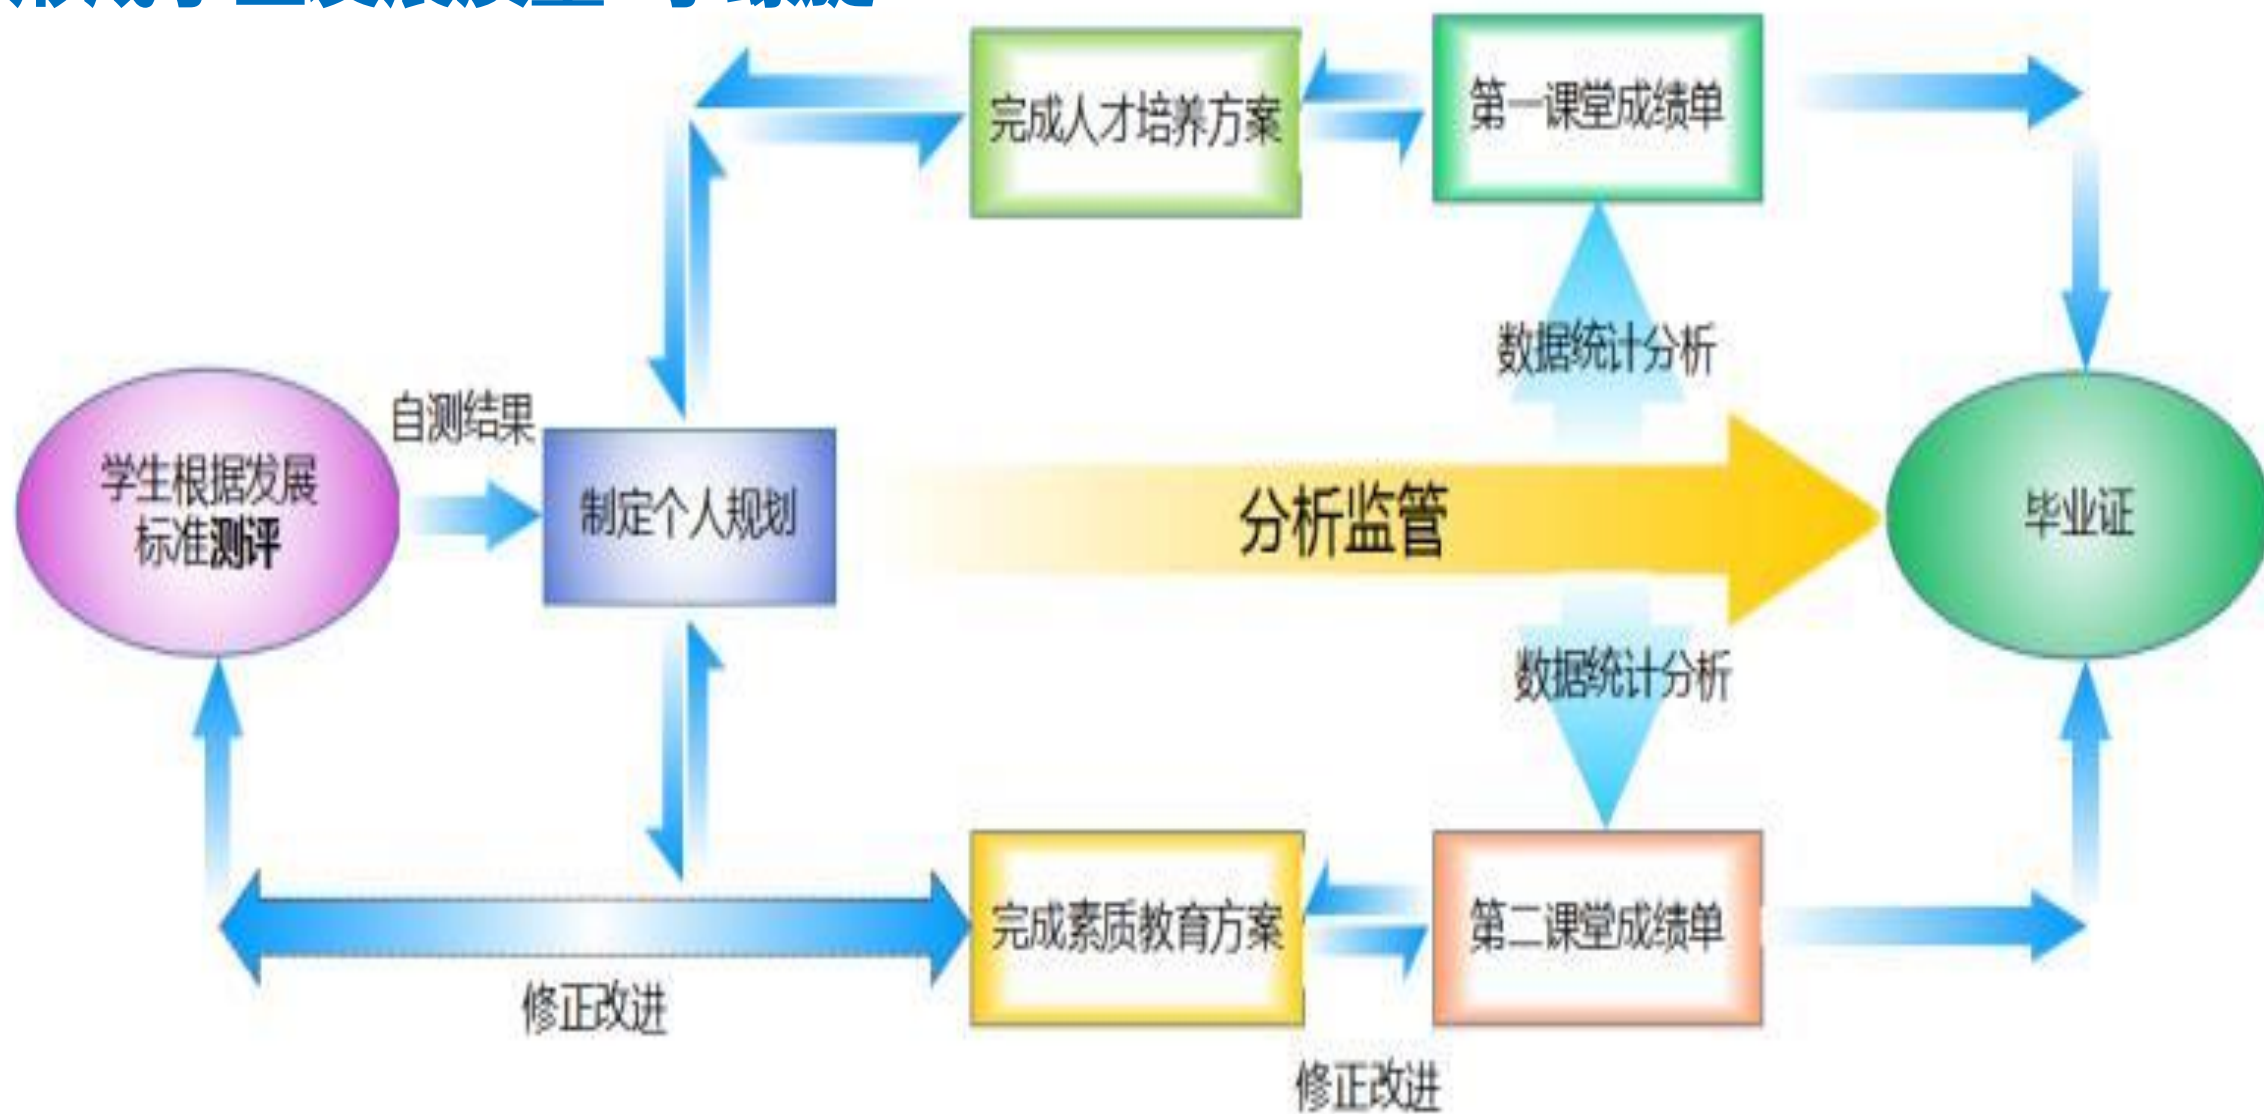 完成人才培养方案
第一课堂成绩单
数据统计分析
自测结果
学生根据发展
标准测评
制定个人规划
分析监管
毕业证
数据统计分析
完成素质教育方案
第二课堂成绩单
修正改进
修正改进